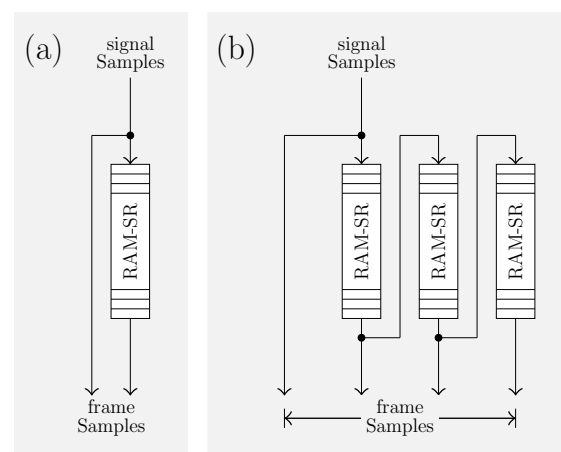 (a)
signal
Samples
RAM-SR
frame
Samples
(b)
signal
Samples
RAM-SR
RAM-SR
RAM-SR
frame
Samples